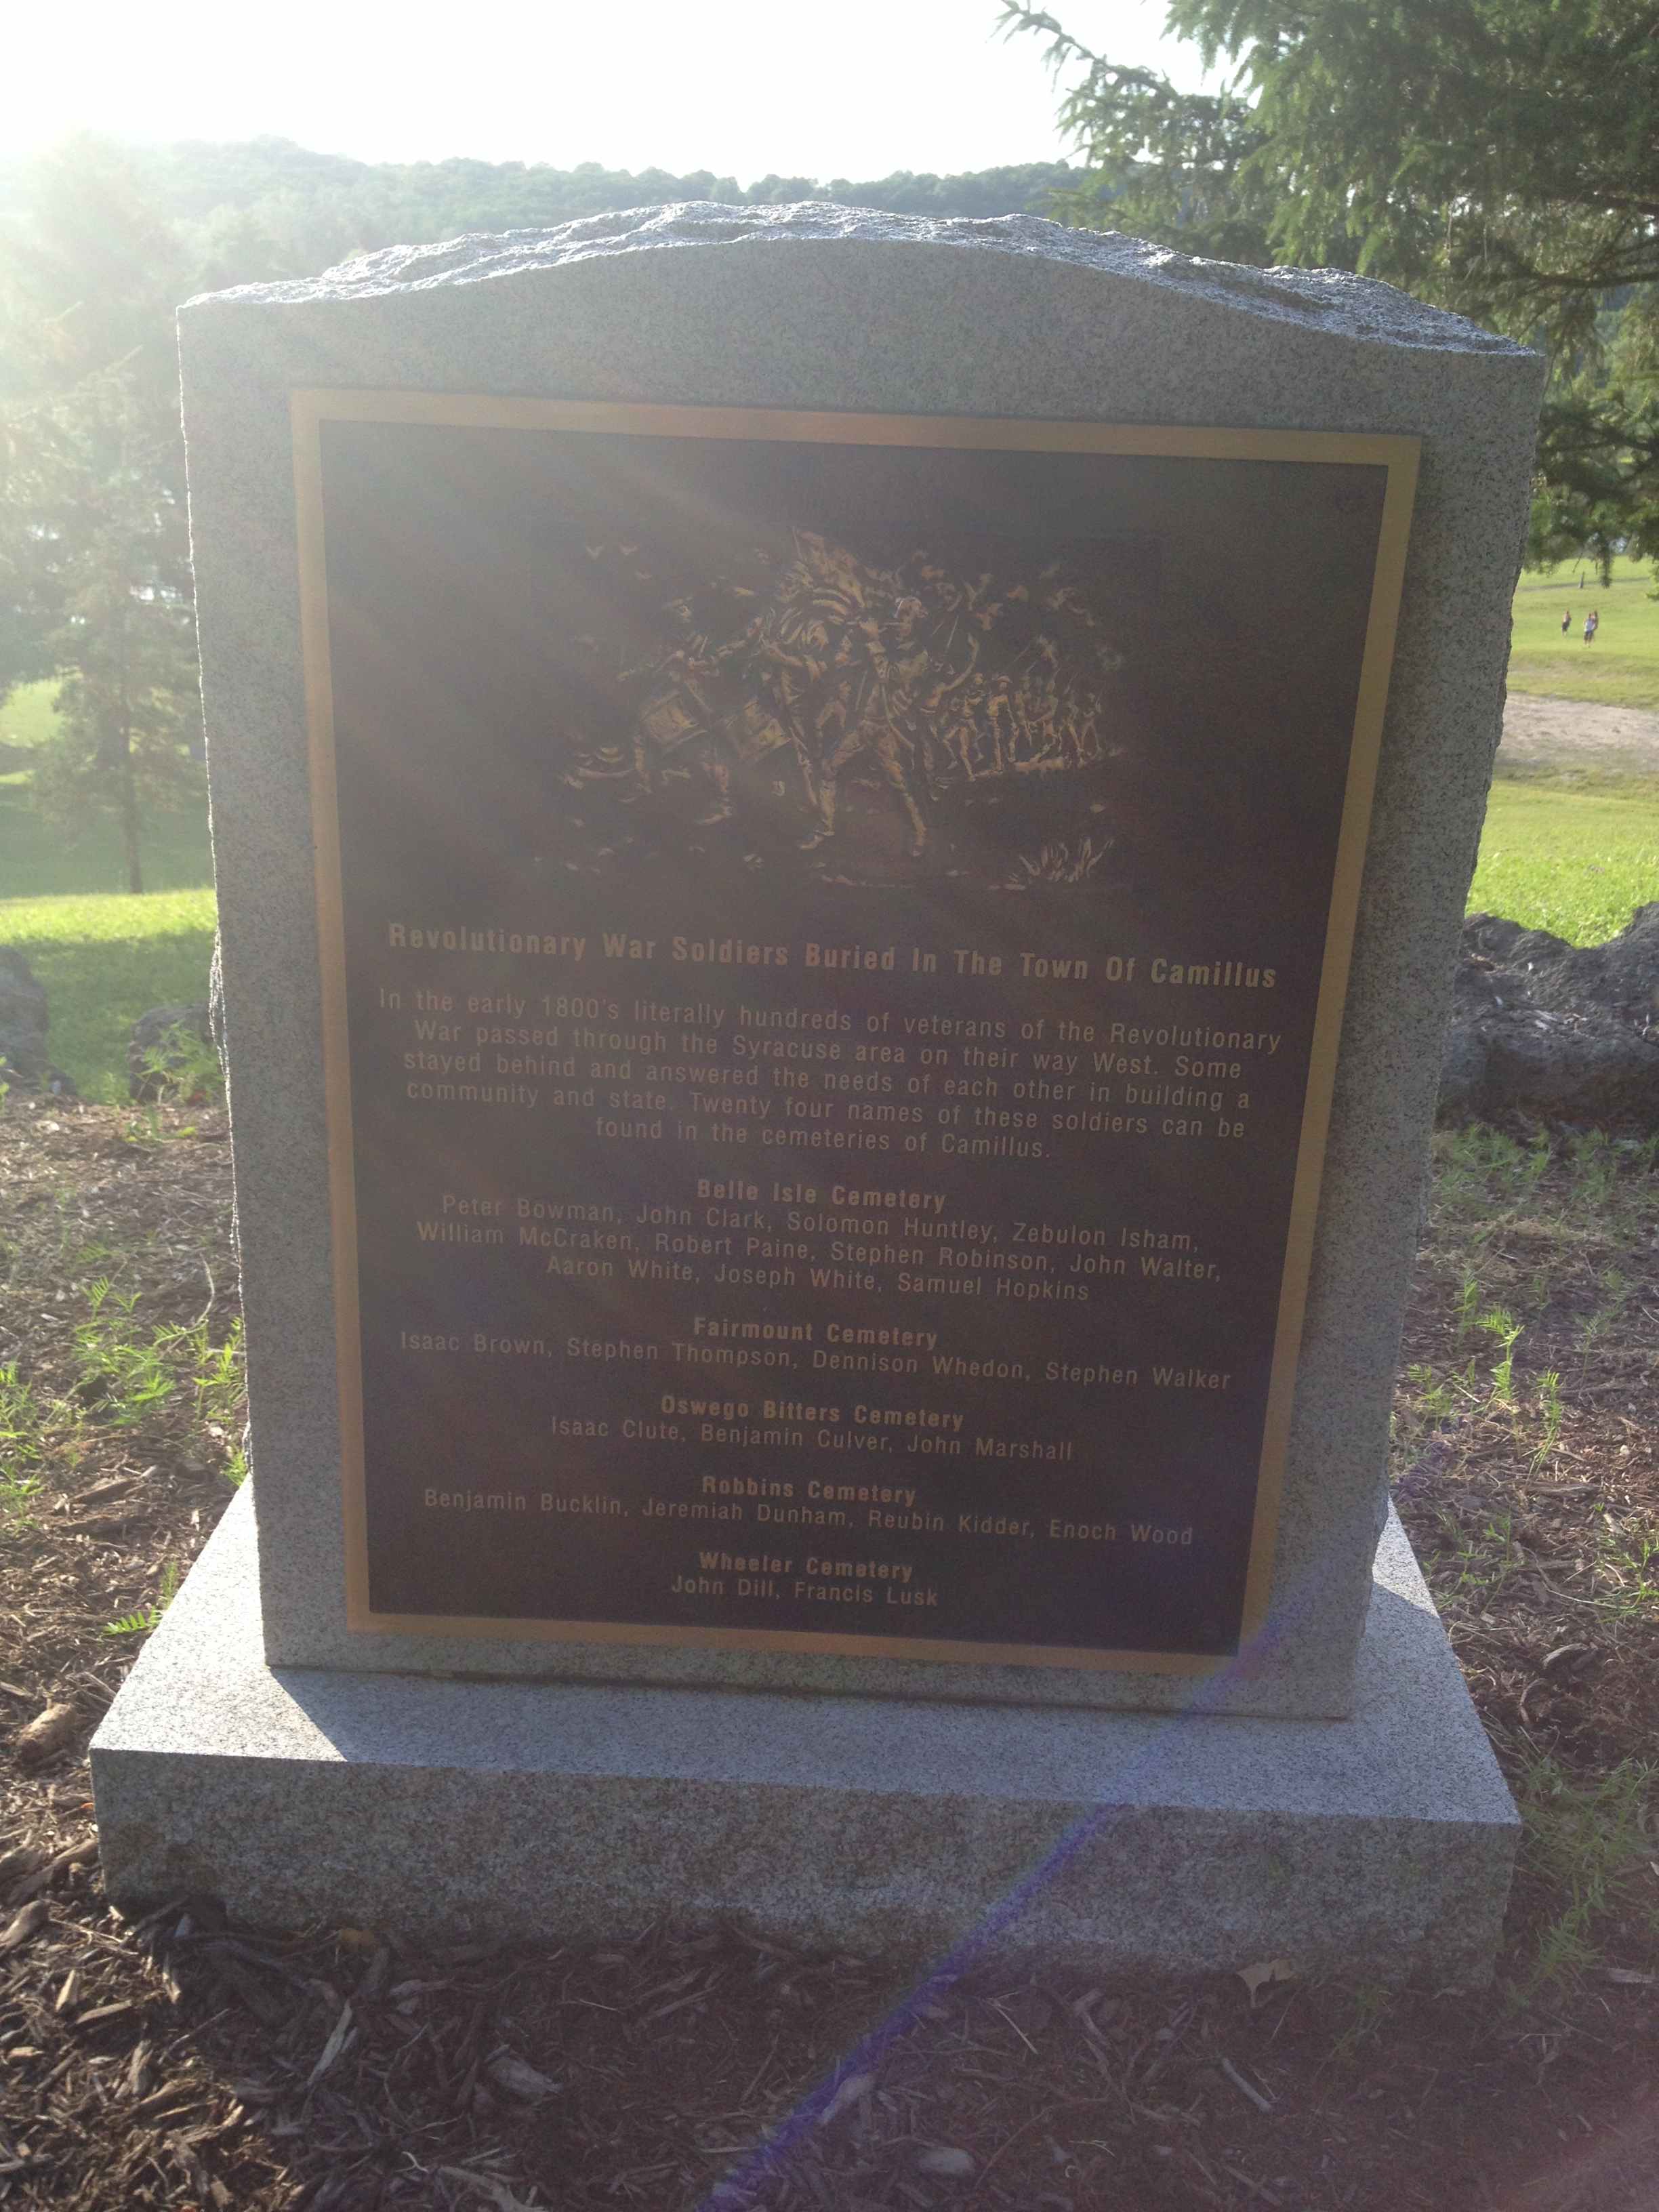 Revolutionary War Soldiers Buried In The Town Of Camillus
In the early 1800's literally hundreds of veterans of the Revolutionary
War passed through the Syracuse area on their way West. Some
stayed behind and answered the needs of each other in building a
community and state. Twenty four names of these soldiers can be
found in the cemeteries of Camillus.
Belle Isle Cemetery
Peter Bowman, John Clark, Solomon Huntley, Zebulon Isham,
William McCraken, Robert Paine, Stephen Robinson, John Walter,
Aaron White, Joseph White, Samuel Hopkins
Fairmount Cemetery
Isaac Brown, Stephen Thompson, Dennison Whedon, Stephen Walker
Oswego Bitters Cemetery
Isaac Clute, Benjamin Culver, John Marshall
Robbins Cemetery
Benjamin Bucklin, Jeremiah Dunham, Reubin Kidder, Enoch Wood
Wheeler Cemetery
John Dill, Francis Lusk